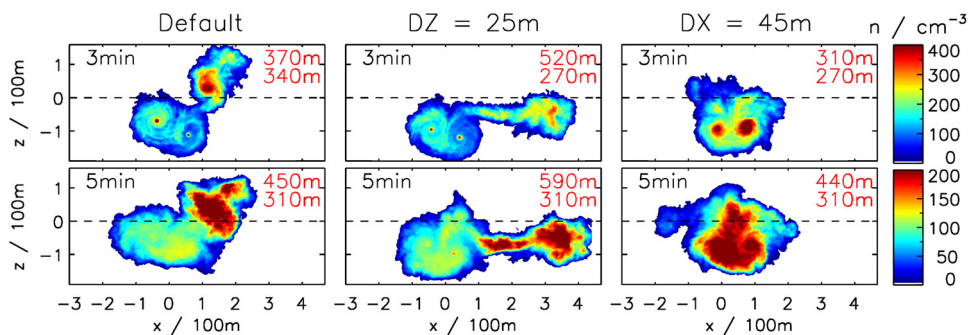 Default DZ = 25m DX = 45m n / cm⁻³
3min 370m 3min 520m 3min 310m 400
340m 270m 270m
1 300
z / 100m 0 200
-1 100
0
5min 450m 5min 590m 5min 440m 200
310m 310m 310m
1 150
z / 100m 0 100
-1 50
0
-3 -2 -1 0 1 2 3 4 -3 -2 -1 0 1 2 3 4 -3 -2 -1 0 1 2 3 4
x / 100m x / 100m x / 100m